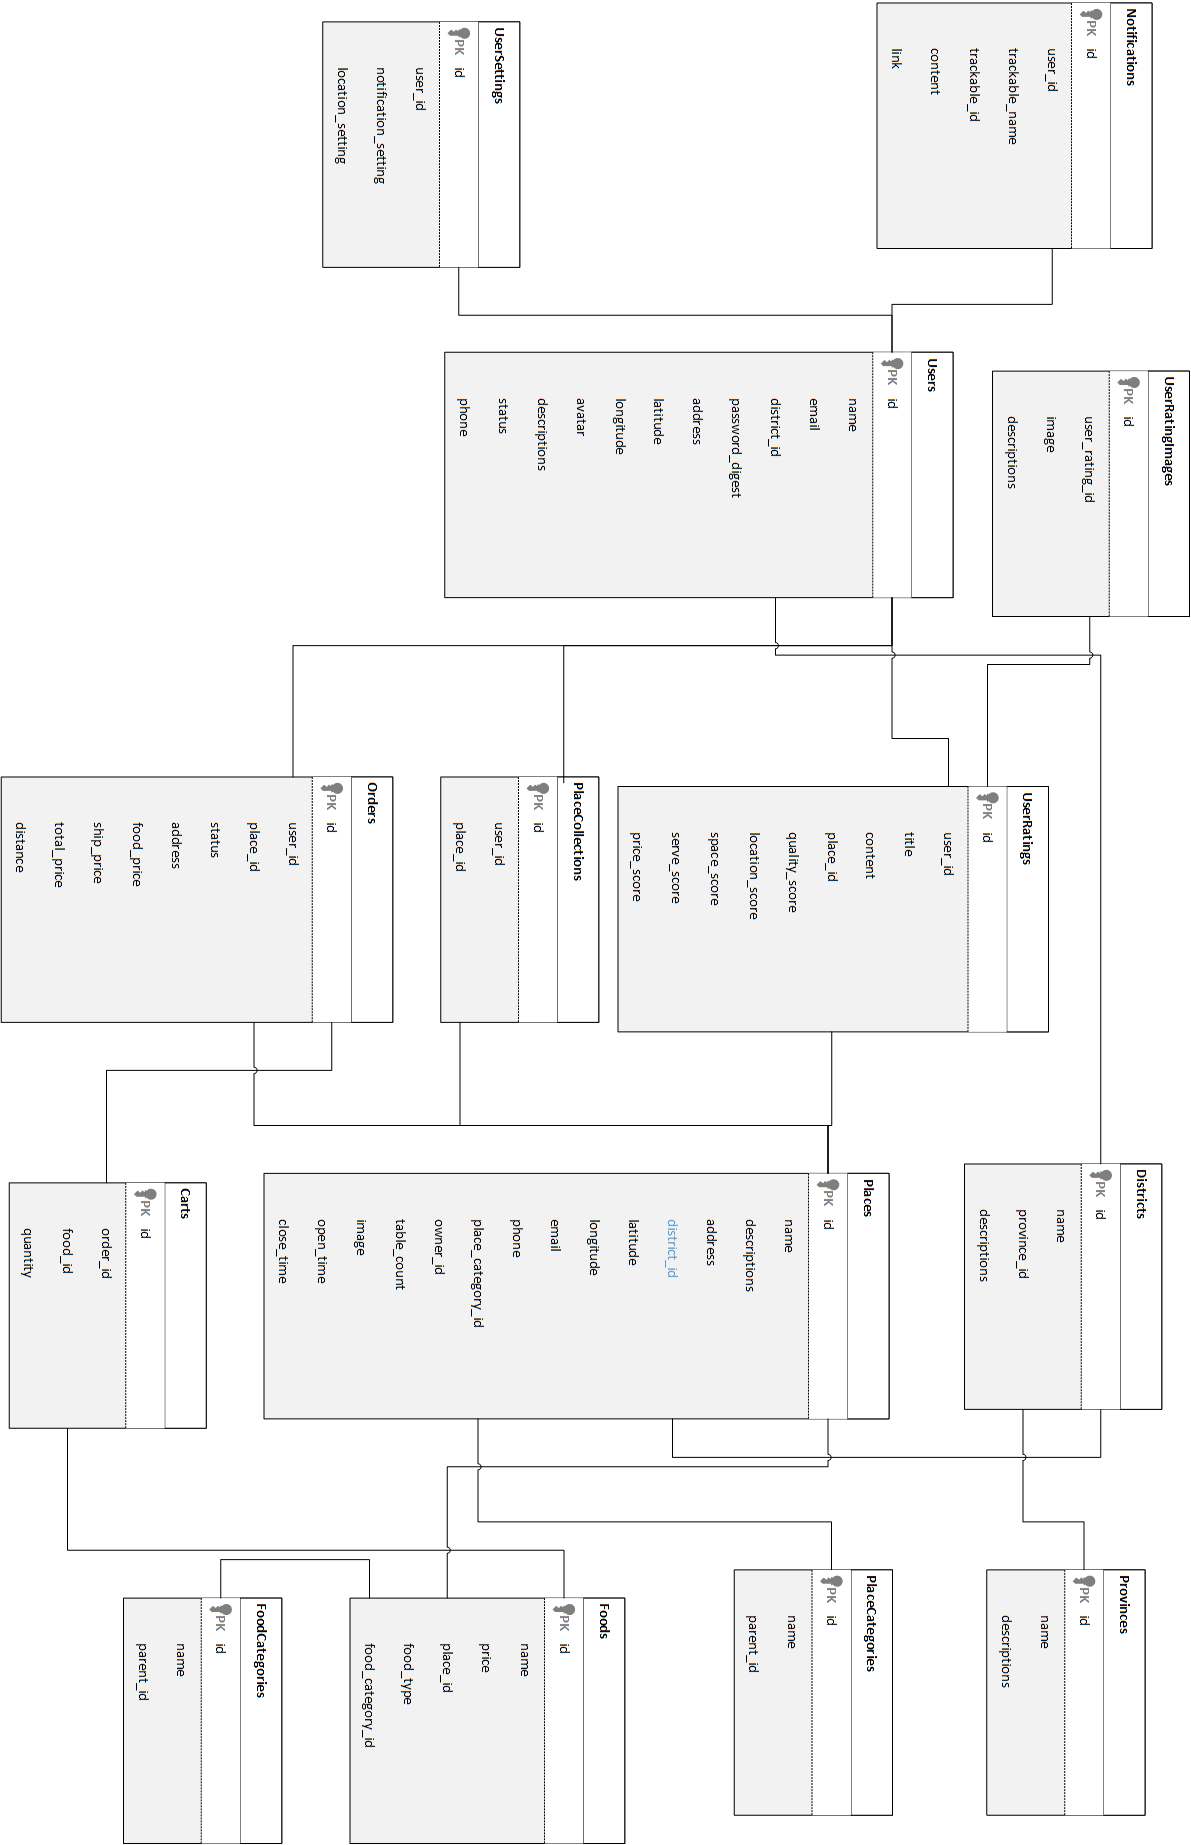 Notifications
PK id
user_id
trackable_name
trackable_id
content
link
UserSettings
PK id
user_id
notification_setting
location_setting
UserRatingImages
PK id
user_rating_id
image
descriptions
Users
PK id
name
email
district_id
password_digest
address
latitude
longitude
avatar
descriptions
status
phone
UserRatings
PK id
user_id
title
content
place_id
quality_score
location_score
space_score
serve_score
price_score
PlaceCollections
PK id
user_id
place_id
Orders
PK id
user_id
place_id
status
address
food_price
ship_price
total_price
distance
Districts
PK id
name
province_id
descriptions
Places
PK id
name
descriptions
address
district_id
latitude
longitude
email
phone
place_category_id
owner_id
table_count
image
open_time
close_time
Carts
PK id
order_id
food_id
quantity
Provinces
PK id
name
descriptions
PlaceCategories
PK id
name
parent_id
Foods
PK id
name
price
place_id
food_type
food_category_id
FoodCategories
PK id
name
parent_id